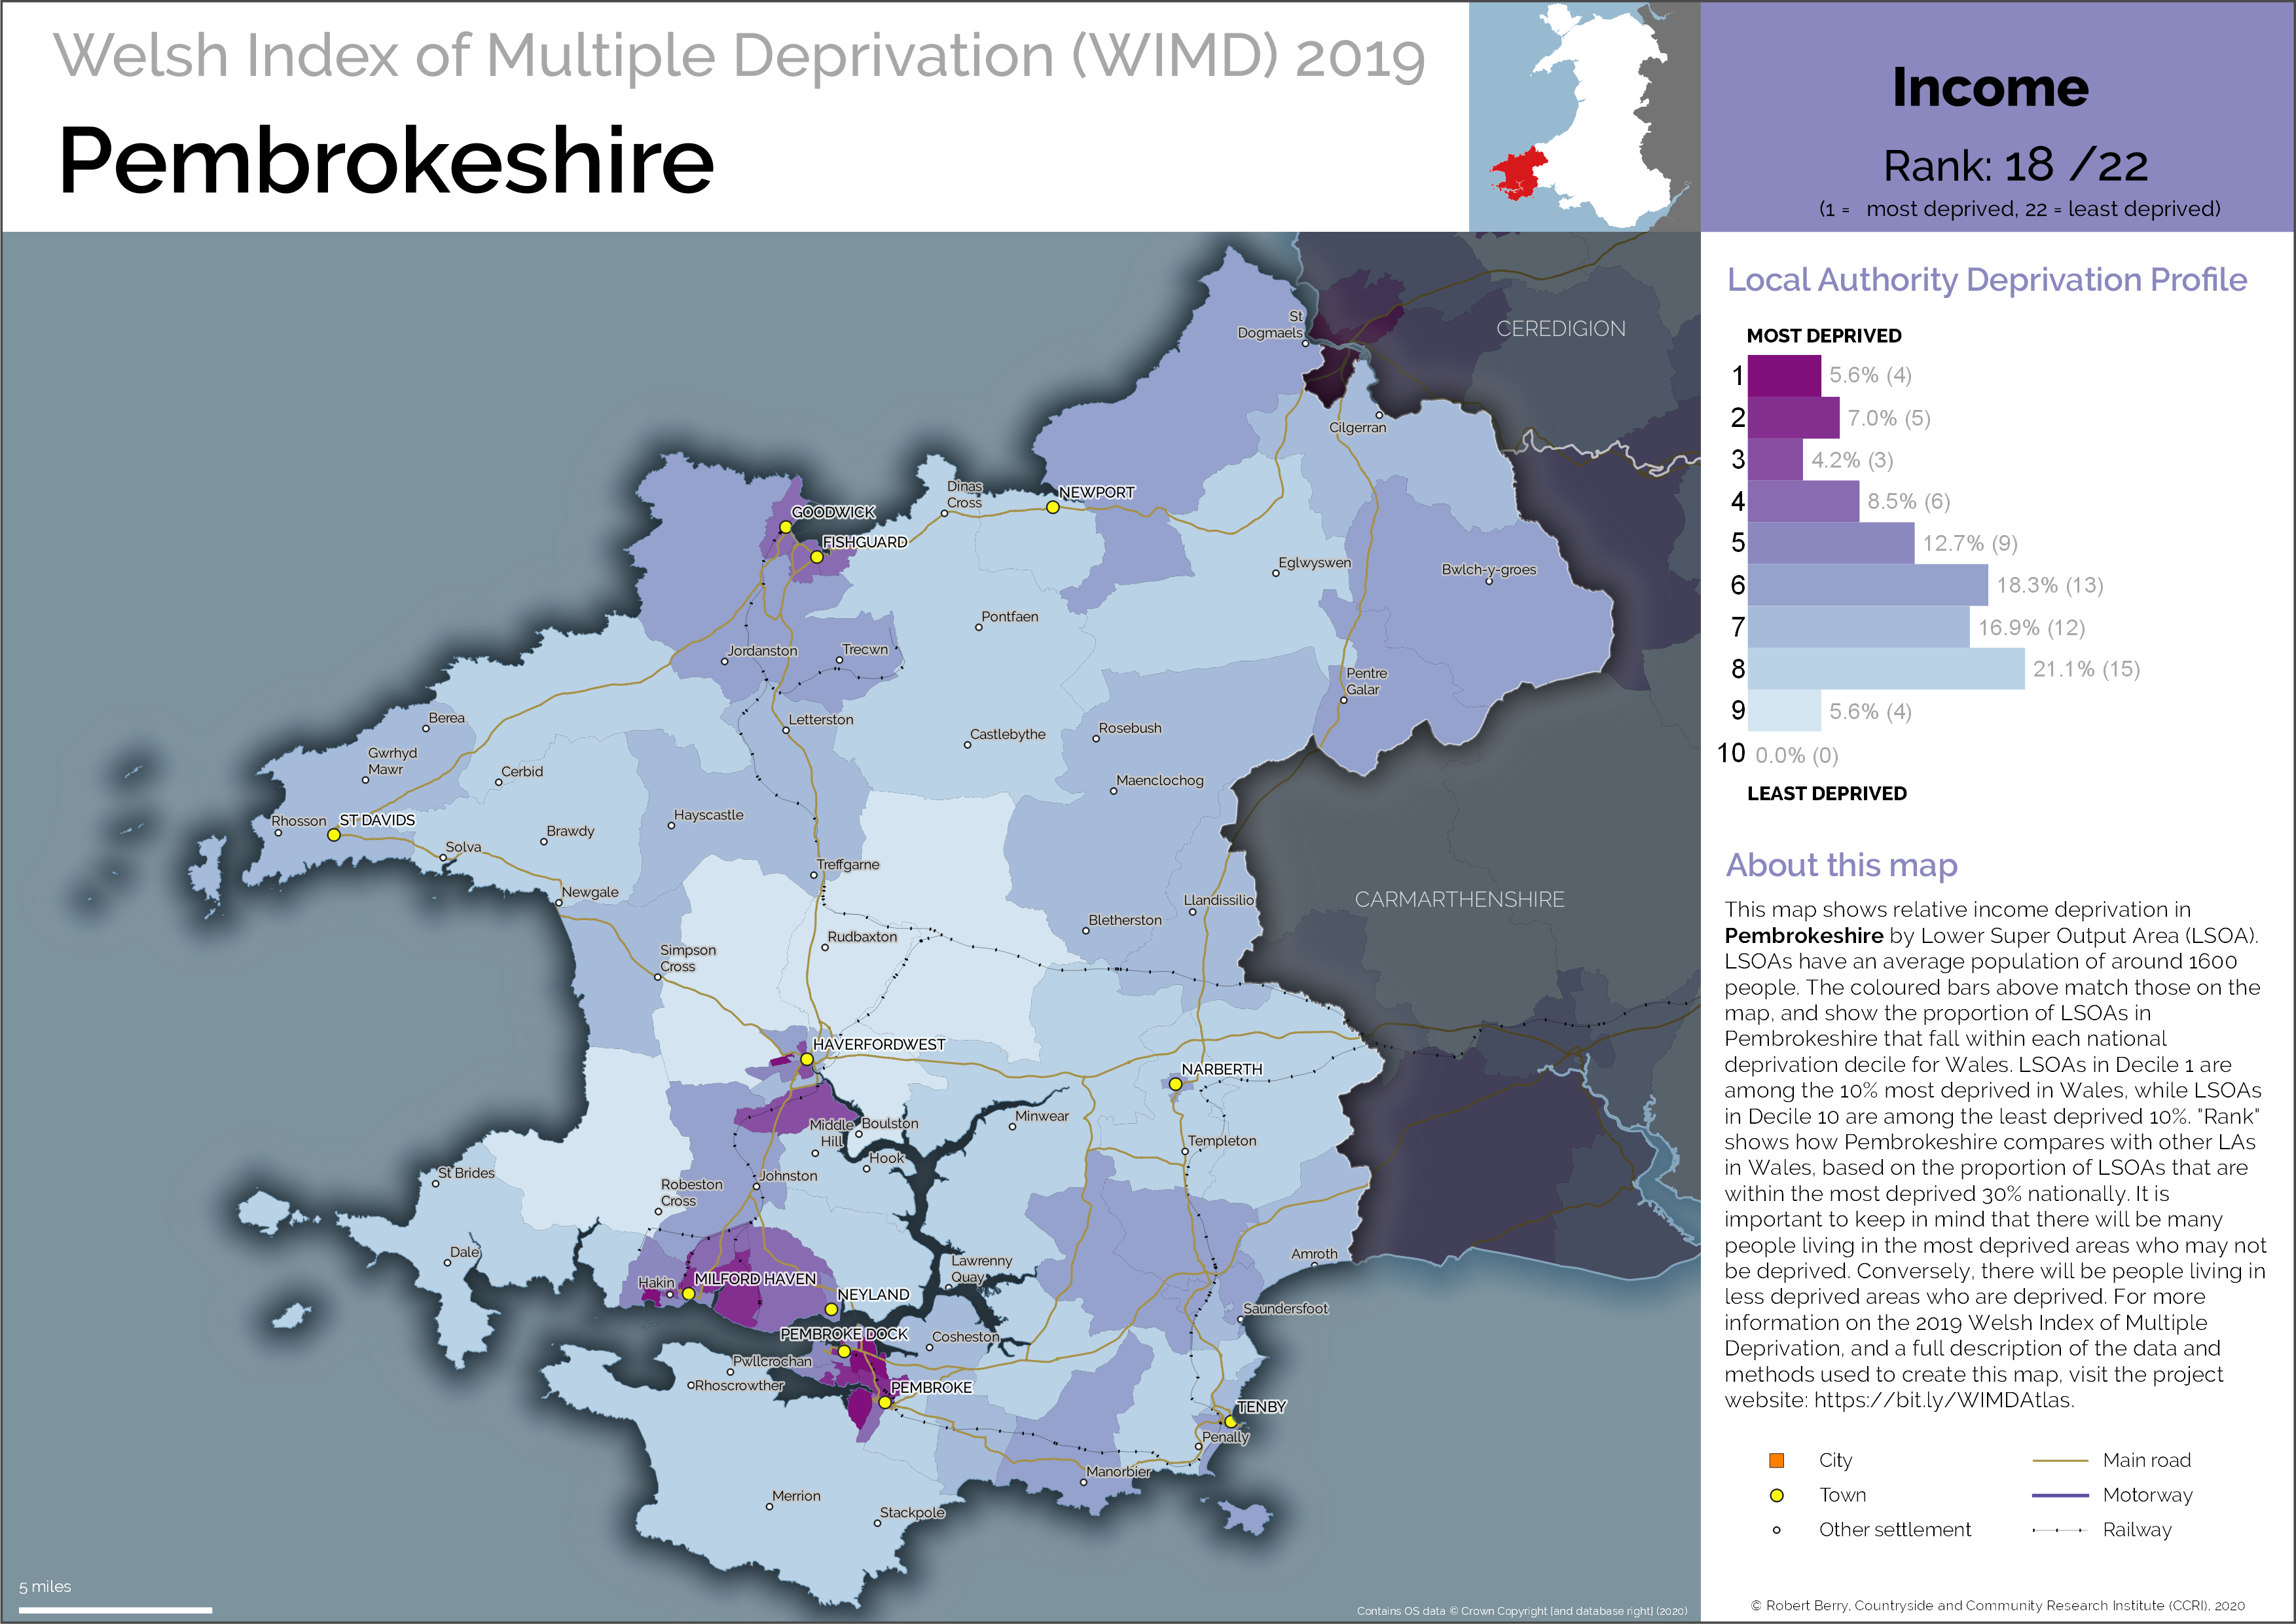 Welsh Index of Multiple Deprivation (WIMD) 2019
Pembrokeshire
Income
Rank: 18 /22
(1 = most deprived, 22 = least deprived)
Local Authority Deprivation Profile
MOST DEPRIVED
1 5.6% (4)
2 7.0% (5)
3 4.2% (3)
4 8.5% (6)
5 12.7% (9)
6 18.3% (13)
7 16.9% (12)
8 21.1% (15)
9 5.6% (4)
10 0.0% (0)
LEAST DEPRIVED
About this map
This map shows relative income deprivation in
Pembrokeshire by Lower Super Output Area (LSOA).
LSOAs have an average population of around 1600
people. The coloured bars above match those on the
map, and show the proportion of LSOAs in
Pembrokeshire that fall within each national
deprivation decile for Wales. LSOAs in Decile 1 are
among the 10% most deprived in Wales, while LSOAs
in Decile 10 are among the least deprived 10%. "Rank"
shows how Pembrokeshire compares with other LAs
in Wales, based on the proportion of LSOAs that are
within the most deprived 30% nationally. It is
important to keep in mind that there will be many
people living in the most deprived areas who may not
be deprived. Conversely, there will be people living in
less deprived areas who are deprived. For more
information on the 2019 Welsh Index of Multiple
Deprivation, and a full description of the data and
methods used to create this map, visit the project
website: https://bit.ly/WIMDAtlas.
City
Town
Other settlement
Main road
Motorway
Railway
© Robert Berry, Countryside and Community Research Institute (CCRI), 2020
St
Dogmaels
CEREDIGION
Cilgerran
Dinas
Cross
NEWPORT
GOODWICK
FISHGUARD
Eglwyswen
Bwlch-y-groes
Pontfaen
Jordanston
Trecwn
Pentre
Galar
Berea
Letterston
Castlebythe
Rosebush
Gwrhyd
Mawr
Cerbid
Maenclochog
Rhosson
ST DAVIDS
Hayscastle
Brawdy
Solva
Treffgarne
Newgale
Llandissilio
CARMARTHENSHIRE
Bletherston
Rudbaxton
Simpson
Cross
HAVERFORDWEST
NARBERTH
Minwear
Middle
Hill
Boulston
Templeton
Hook
St Brides
Johnston
Robeston
Cross
Dale
Amroth
Lawrenny
Quay
Hakin
MILFORD HAVEN
NEYLAND
Saundersfoot
PEMBROKE DOCK
Cosheston
Pwllcrochan
Rhoscrowther
PEMBROKE
TENBY
Penally
Manorbier
Merrion
Stackpole
5 miles
Contains OS data © Crown Copyright [and database right] (2020)